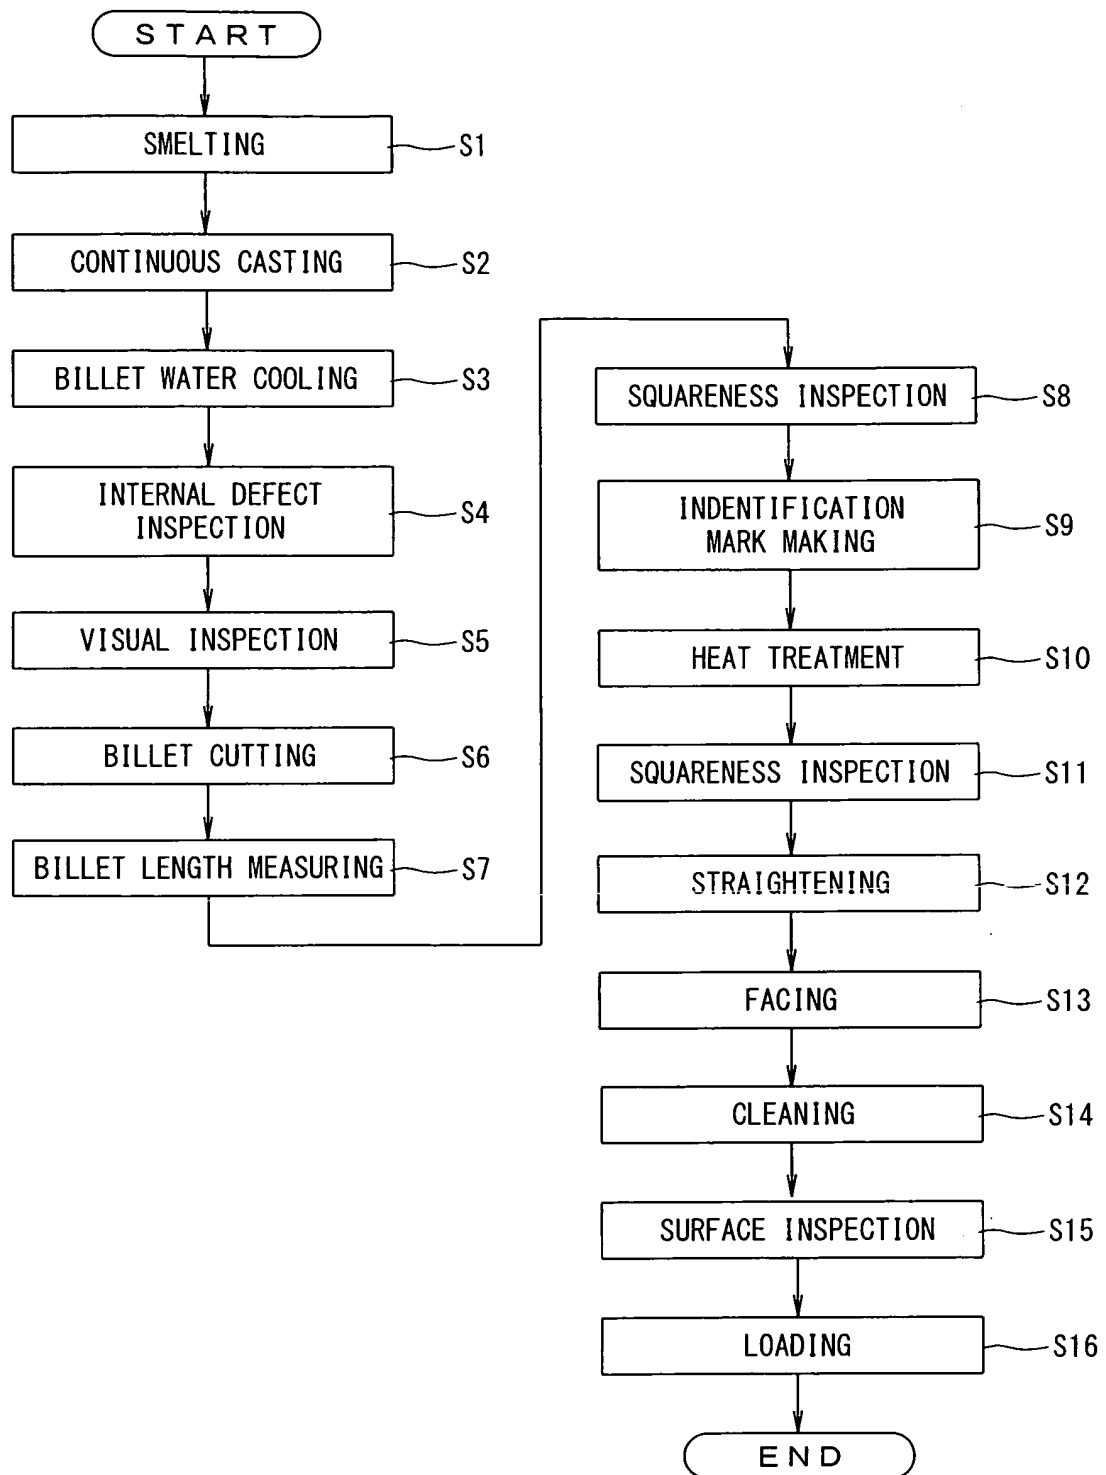 START
SMELTING
S1
CONTINUOUS CASTING
S2
BILLET WATER COOLING
S3
INTERNAL DEFECT
INSPECTION
S4
VISUAL INSPECTION
S5
BILLET CUTTING
S6
BILLET LENGTH MEASURING
S7
SQUARENESS INSPECTION
S8
INDENTIFICATION
MARK MAKING
S9
HEAT TREATMENT
S10
SQUARENESS INSPECTION
S11
STRAIGHTENING
S12
FACING
S13
CLEANING
S14
SURFACE INSPECTION
S15
LOADING
S16
END